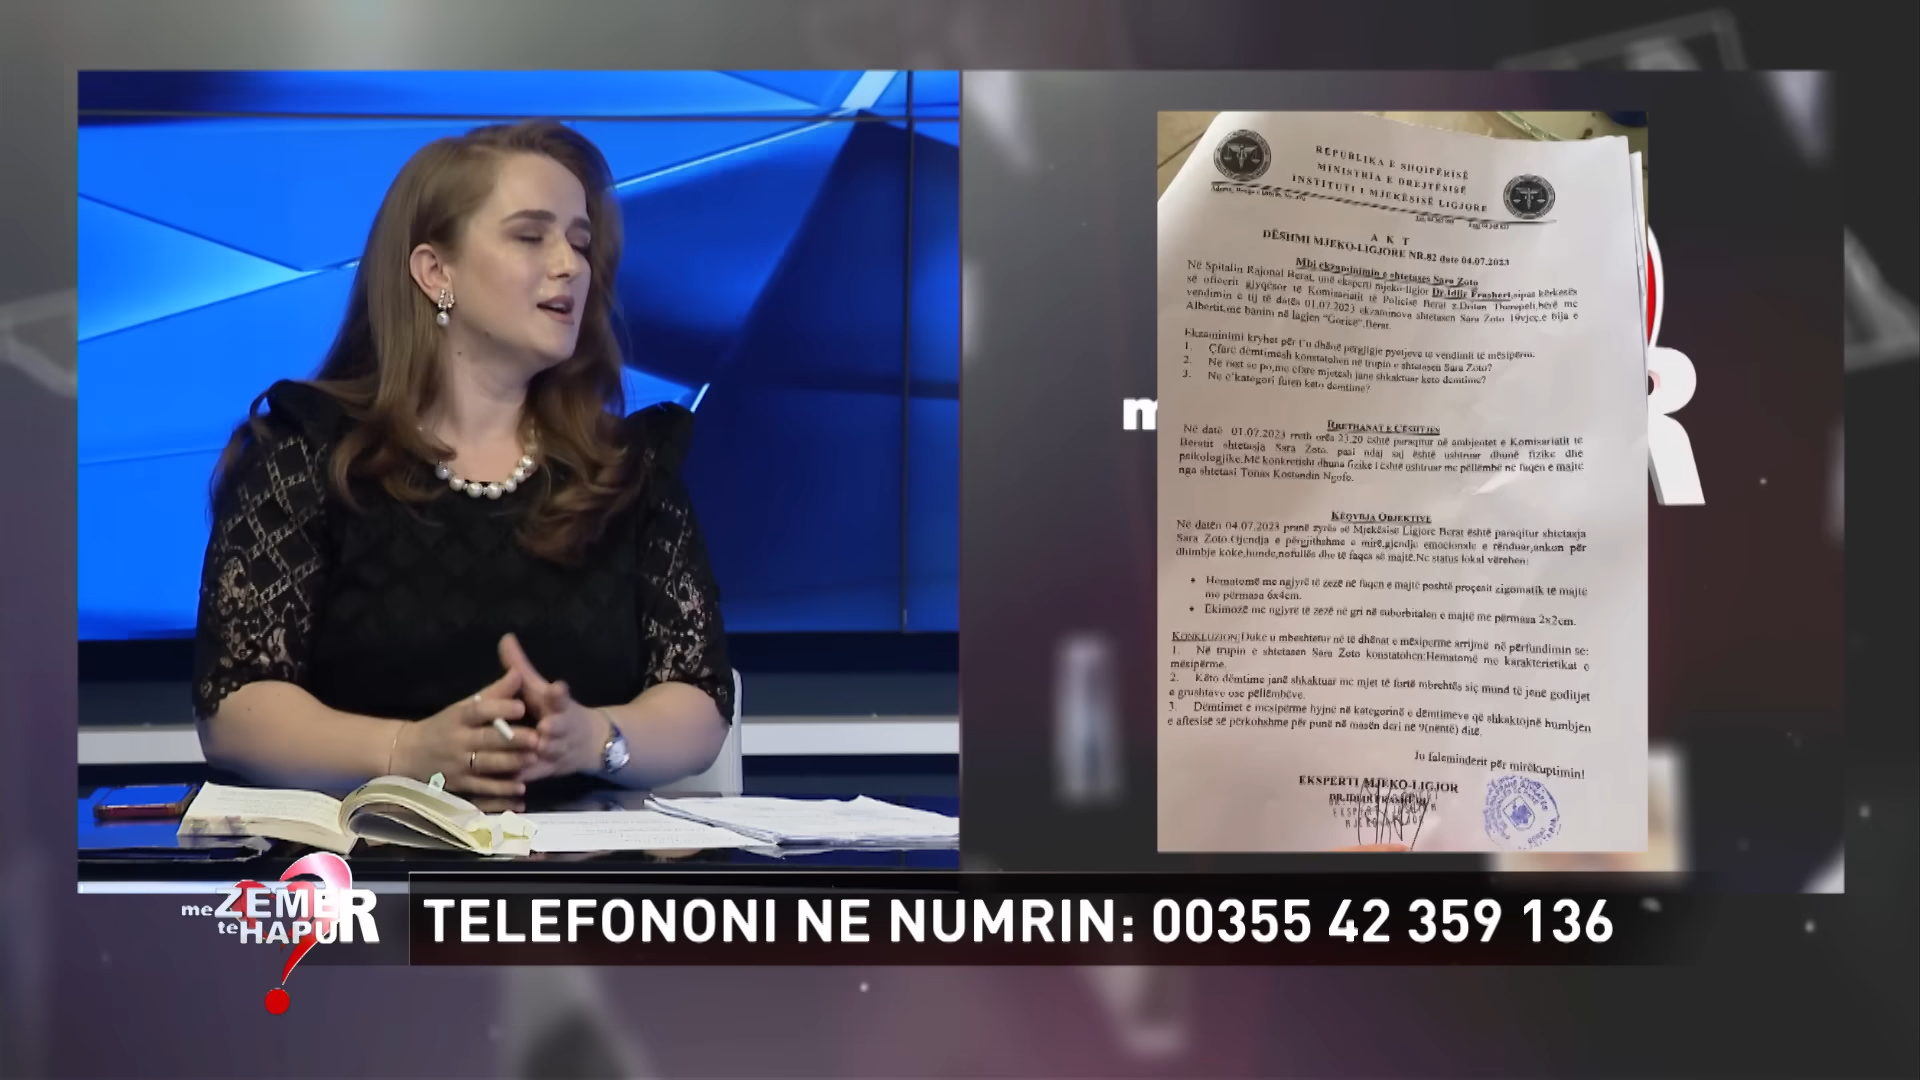 REPUBLIKA E SHQIPËRISË
MINISTRIA E DREJTËSISË
INSTITUTI I MJEKËSISË LIGJORE
A K T
DËSHMI MJEKO-LIGJORE NR.82 date 04.07.2023
Mbi ekzaminimin e shtetases Sara Zoto
Në Spitalin Rajonal Berat, unë eksperti mjeko-ligjor Dr.Idlir Frasheri,sipas kërkesës
së oficerit gjyqësor të Komisariatit të Policisë Berat z.Dritan bërë me
vendimin e tij të datës 01.07.2023 ekzaminova shtetasen Sara Zoto 19vjeç,e bija e
Albertit,me banim në lagjen "Goricë",Berat.
Ekzaminimi kryhet për t'u dhënë përgjigje pyetjeve të vendimit të mësipërm.
1. Çfarë dëmtimesh konstatohen në trupin e shtetasen Sara Zoto?
2. Në rast se po,me çfarë mjetesh janë shkaktuar këto dëmtime?
3. Në ç'kategori futen këto dëmtime?
RRETHANAT E ÇËSHTJES
Në datë 01.07.2023 rreth orës 23.20 është paraqitur në ambjentet e Komisariatit të
Beratit shtetasja Sara Zoto, pasi ndaj saj është ushtruar dhunë fizike dhe
psikologjike.Më konkretisht dhuna fizike i është ushtruar me pëllëmbë në faqen e majtë
nga shtetasi Tonas Kostandin Ngofo.
KËQYRJA OBJEKTIVE
Në datën 04.07.2023 pranë zyrës së Mjekësisë Ligjore Berat është paraqitur shtetasja
Sara Zoto.Gjendja e përgjithshme e mirë,gjendje emocionale e rënduar,ankon për
dhimbje koke,hunde,nofullës dhe të faqes së majtë.Në status lokal vërehen:
• Hematomë me ngjyrë të zezë në faqen e majtë poshtë proçesit zigomatik të majtë
me përmasa 6x4cm.
• Ekimozë me ngjyrë të zezë në gri në suborbitalen e majtë me përmasa 2x2cm.
KONKLUZION:Duke u mbeshtetur në të dhënat e mësiperme arrijmë në përfundimin se:
1. Në trupin e shtetasen Sara Zoto konstatohen:Hematomë me karakteristikat e
mësipërme.
2. Këto dëmtime janë shkaktuar me mjet të fortë mbrehtës siç mund të jenë goditjet
e grushtave ose pëllëmbëve.
3. Dëmtimet e mësipërme hyjnë në kategorinë e dëmtimeve që shkaktojnë humbjen
e aftesisë së përkohshme për punë në masën deri në 9(nentë) ditë.
Ju faleminderit për mirëkuptimin!
EKSPERTI MJEKO-LIGJOR
DR.IDLIR FRASHERI
m
R
me ZEMER
te HAPUR
TELEFONONI NE NUMRIN: 00355 42 359 136